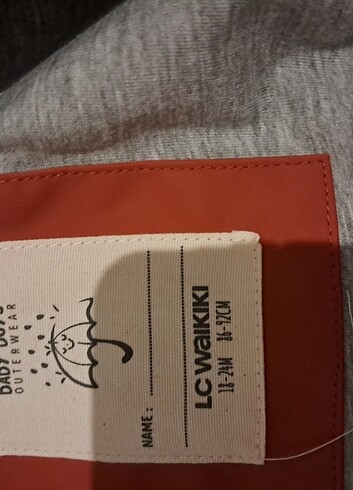 BABY BOYS
OUTERWEAR
NAME:
LC WAIKIKI
18-24M 86-92CM